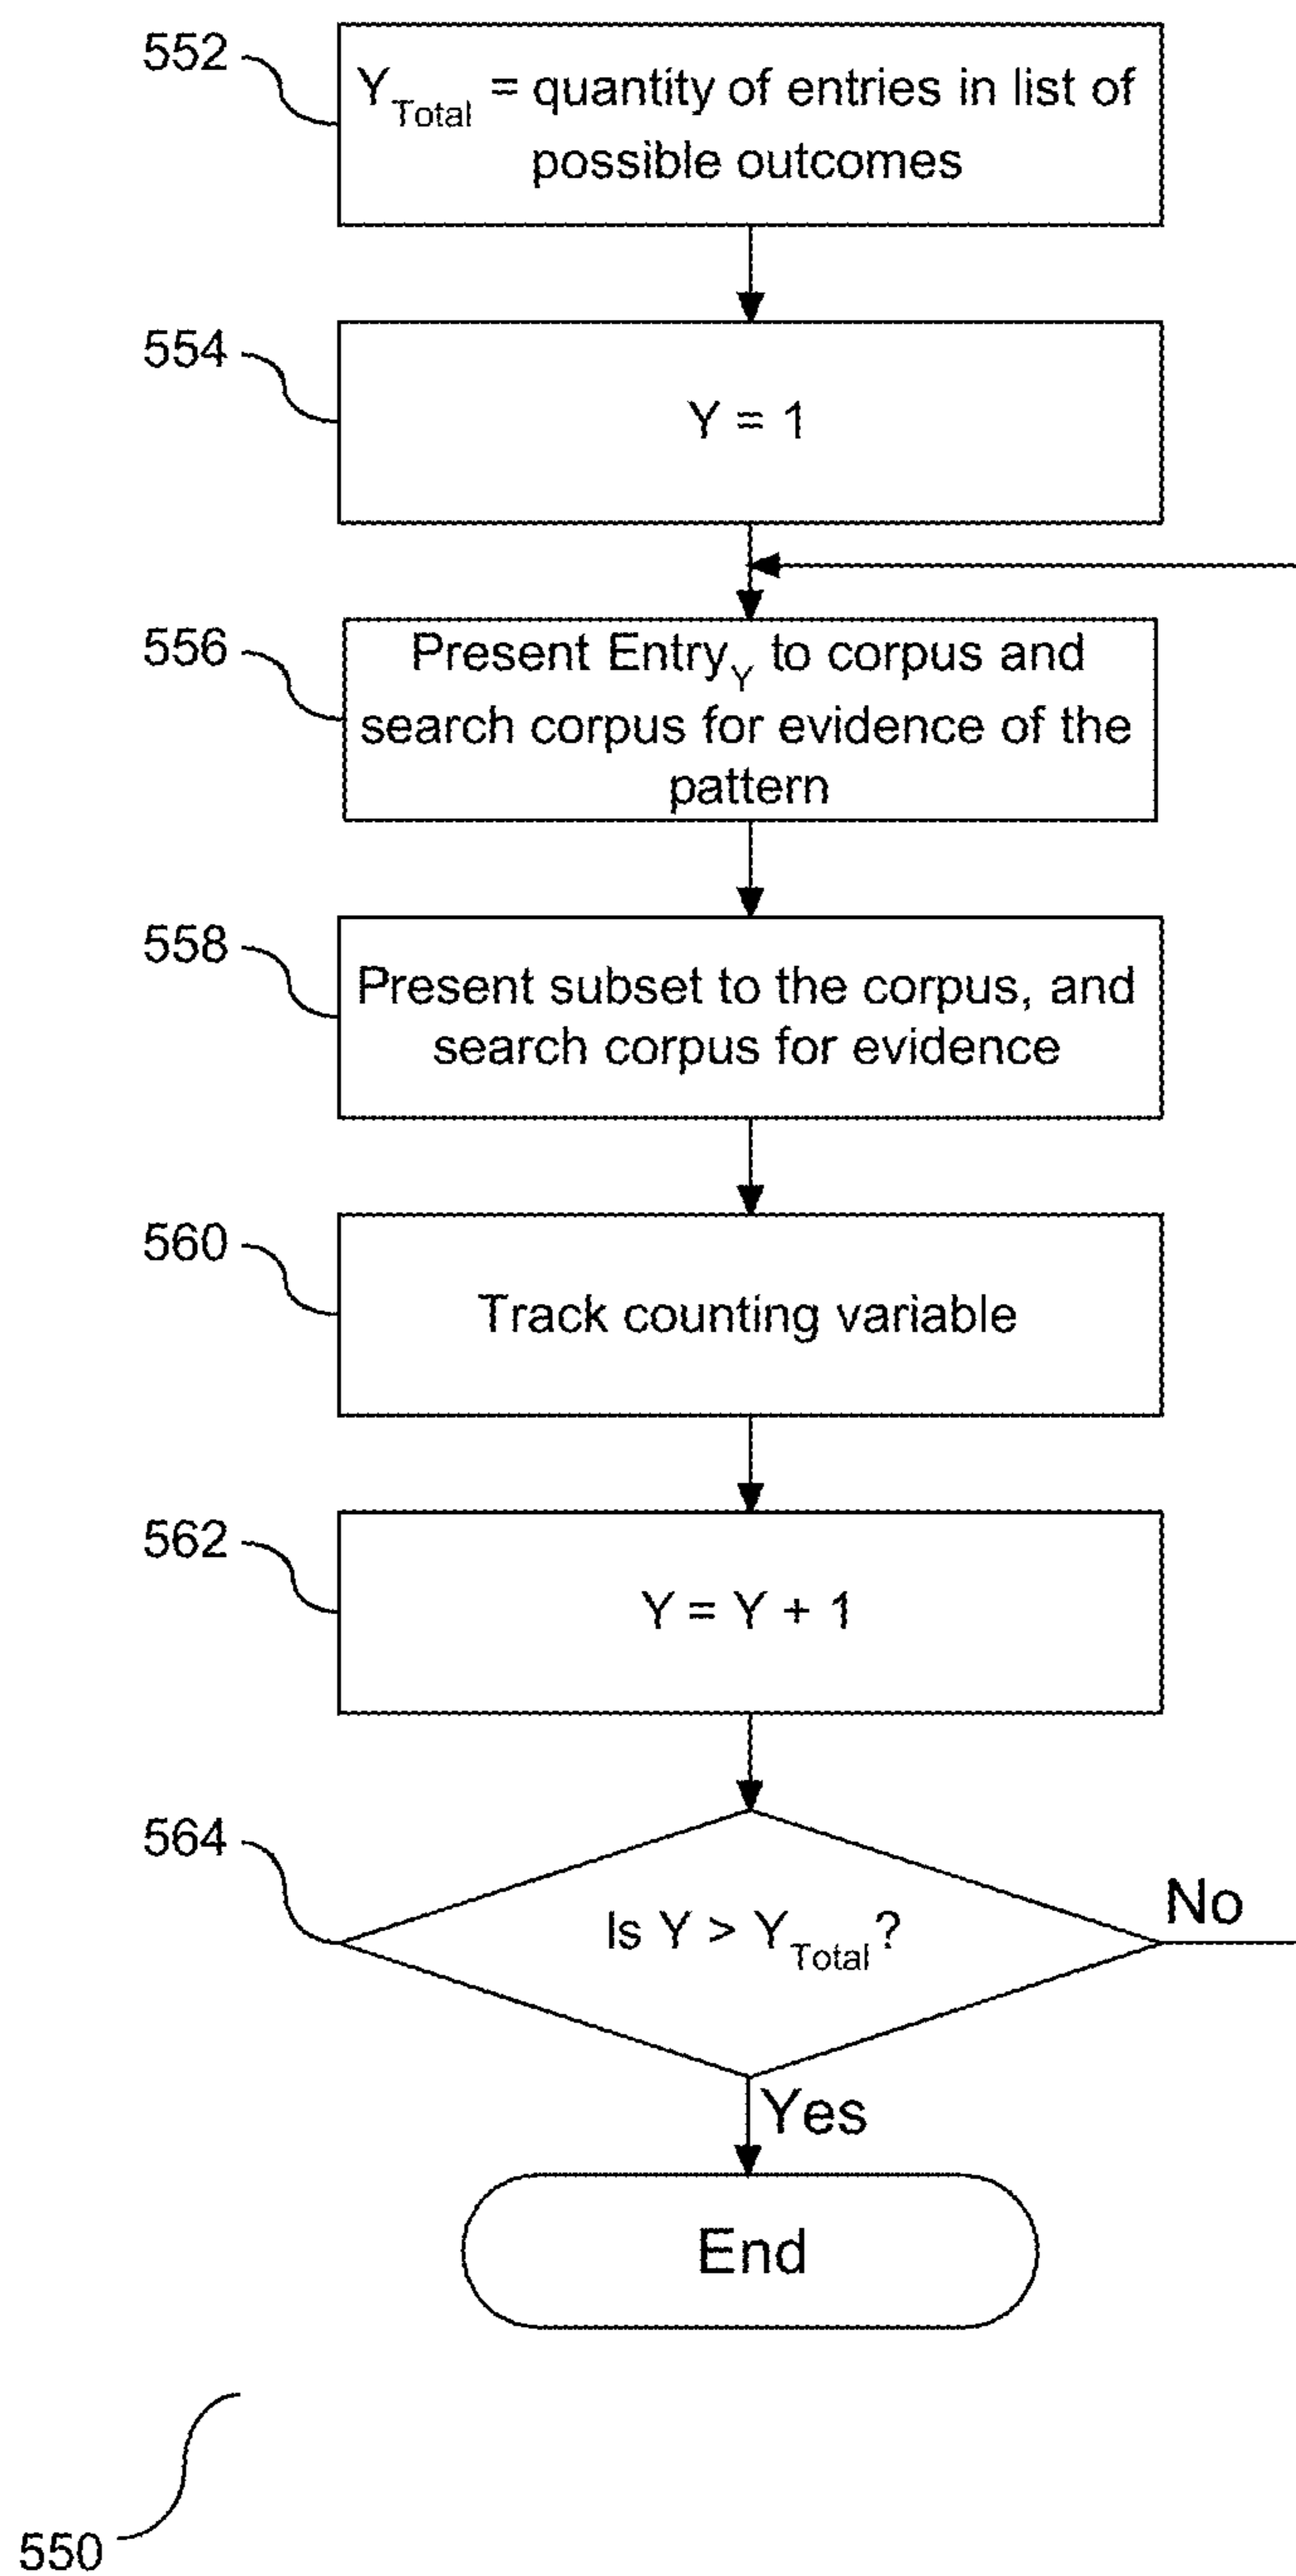 552
Y_Total = quantity of entries in list of
possible outcomes
554
Y = 1
556
Present Entry_Y to corpus and
search corpus for evidence of the
pattern
558
Present subset to the corpus, and
search corpus for evidence
560
Track counting variable
562
Y = Y + 1
564
Is Y > Y_Total?
No
Yes
End
550